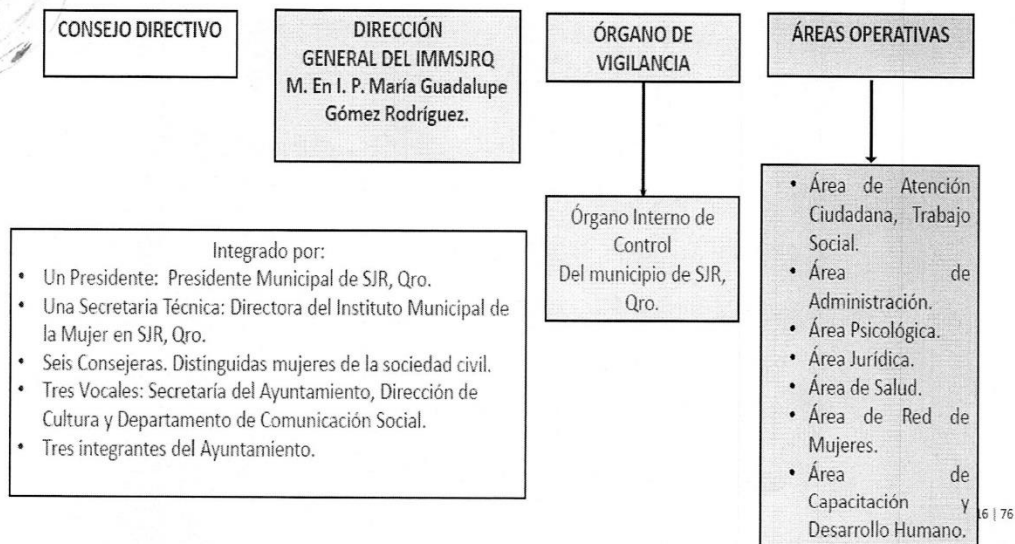 CONSEJO DIRECTIVO
DIRECCIÓN
GENERAL DEL IMMSJRQ
M. En I. P. María Guadalupe
Gómez Rodríguez.
ÓRGANO DE
VIGILANCIA
ÁREAS OPERATIVAS
Integrado por:
• Un Presidente: Presidente Municipal de SJR, Qro.
• Una Secretaria Técnica: Directora del Instituto Municipal de
la Mujer en SJR, Qro.
• Seis Consejeras. Distinguidas mujeres de la sociedad civil.
• Tres Vocales: Secretaría del Ayuntamiento, Dirección de
Cultura y Departamento de Comunicación Social.
• Tres integrantes del Ayuntamiento.
Órgano Interno de
Control
Del municipio de SJR,
Qro.
• Área de Atención
Ciudadana, Trabajo
Social.
• Área de
Administración.
• Área Psicológica.
• Área Jurídica.
• Área de Salud.
• Área de Red de
Mujeres.
• Área de
Capacitación y
Desarrollo Humano.
16 | 76